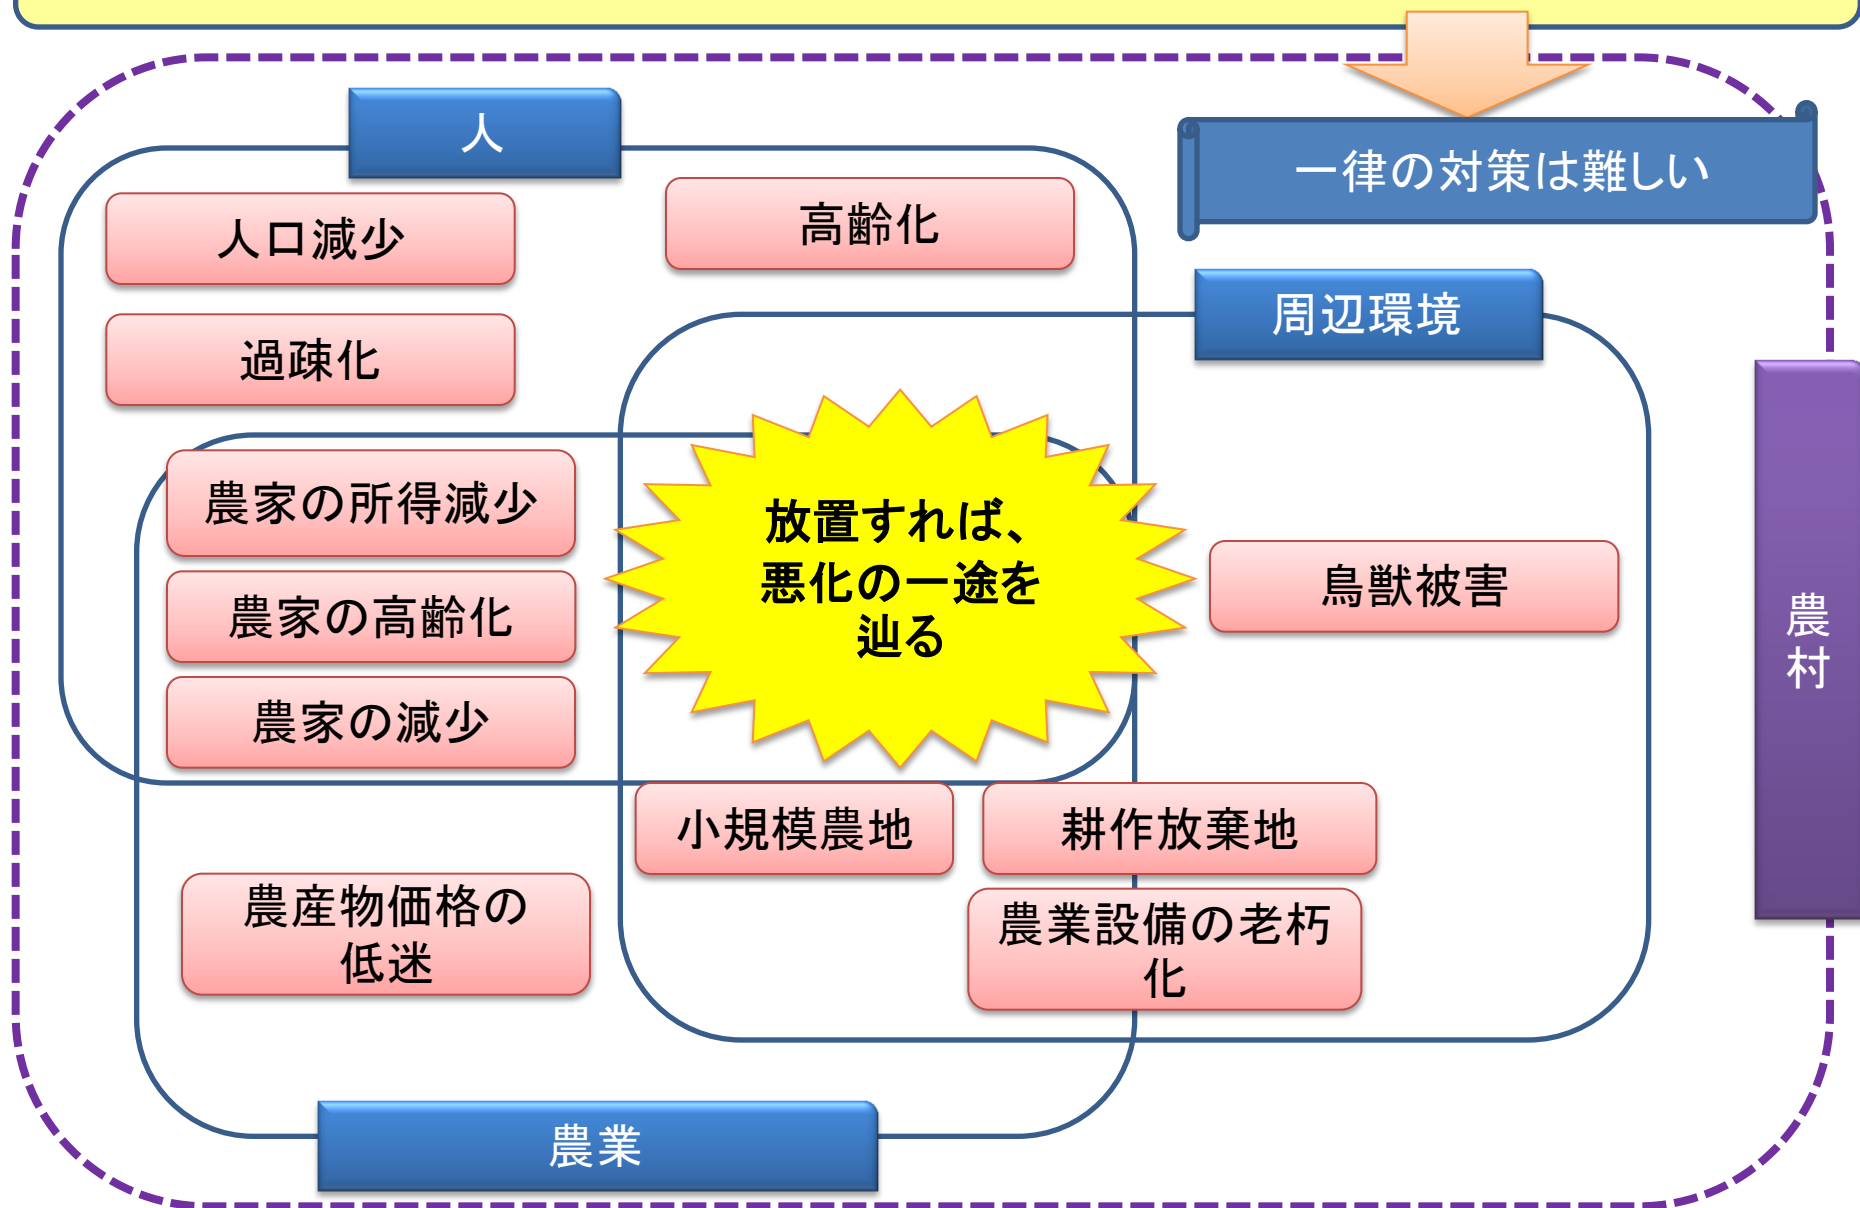 人
一律の対策は難しい
人口減少
高齢化
周辺環境
過疎化
農家の所得減少
農家の高齢化
農家の減少
放置すれば、
悪化の一途を
辿る
鳥獣被害
農村
小規模農地
耕作放棄地
農産物価格の
低迷
農業設備の老朽
化
農業